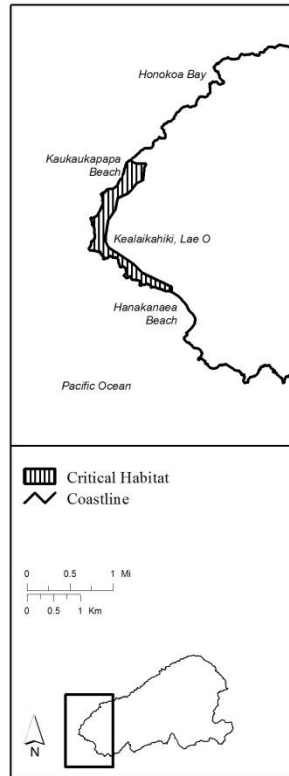 Honokoa Bay
Kaukaukapapa
Beach
Kealaikahiki, Lae O
Hanakanaea
Beach
Pacific Ocean
Critical Habitat
Coastline
0 0.5 1 Mi
0 0.5 1 Km
N